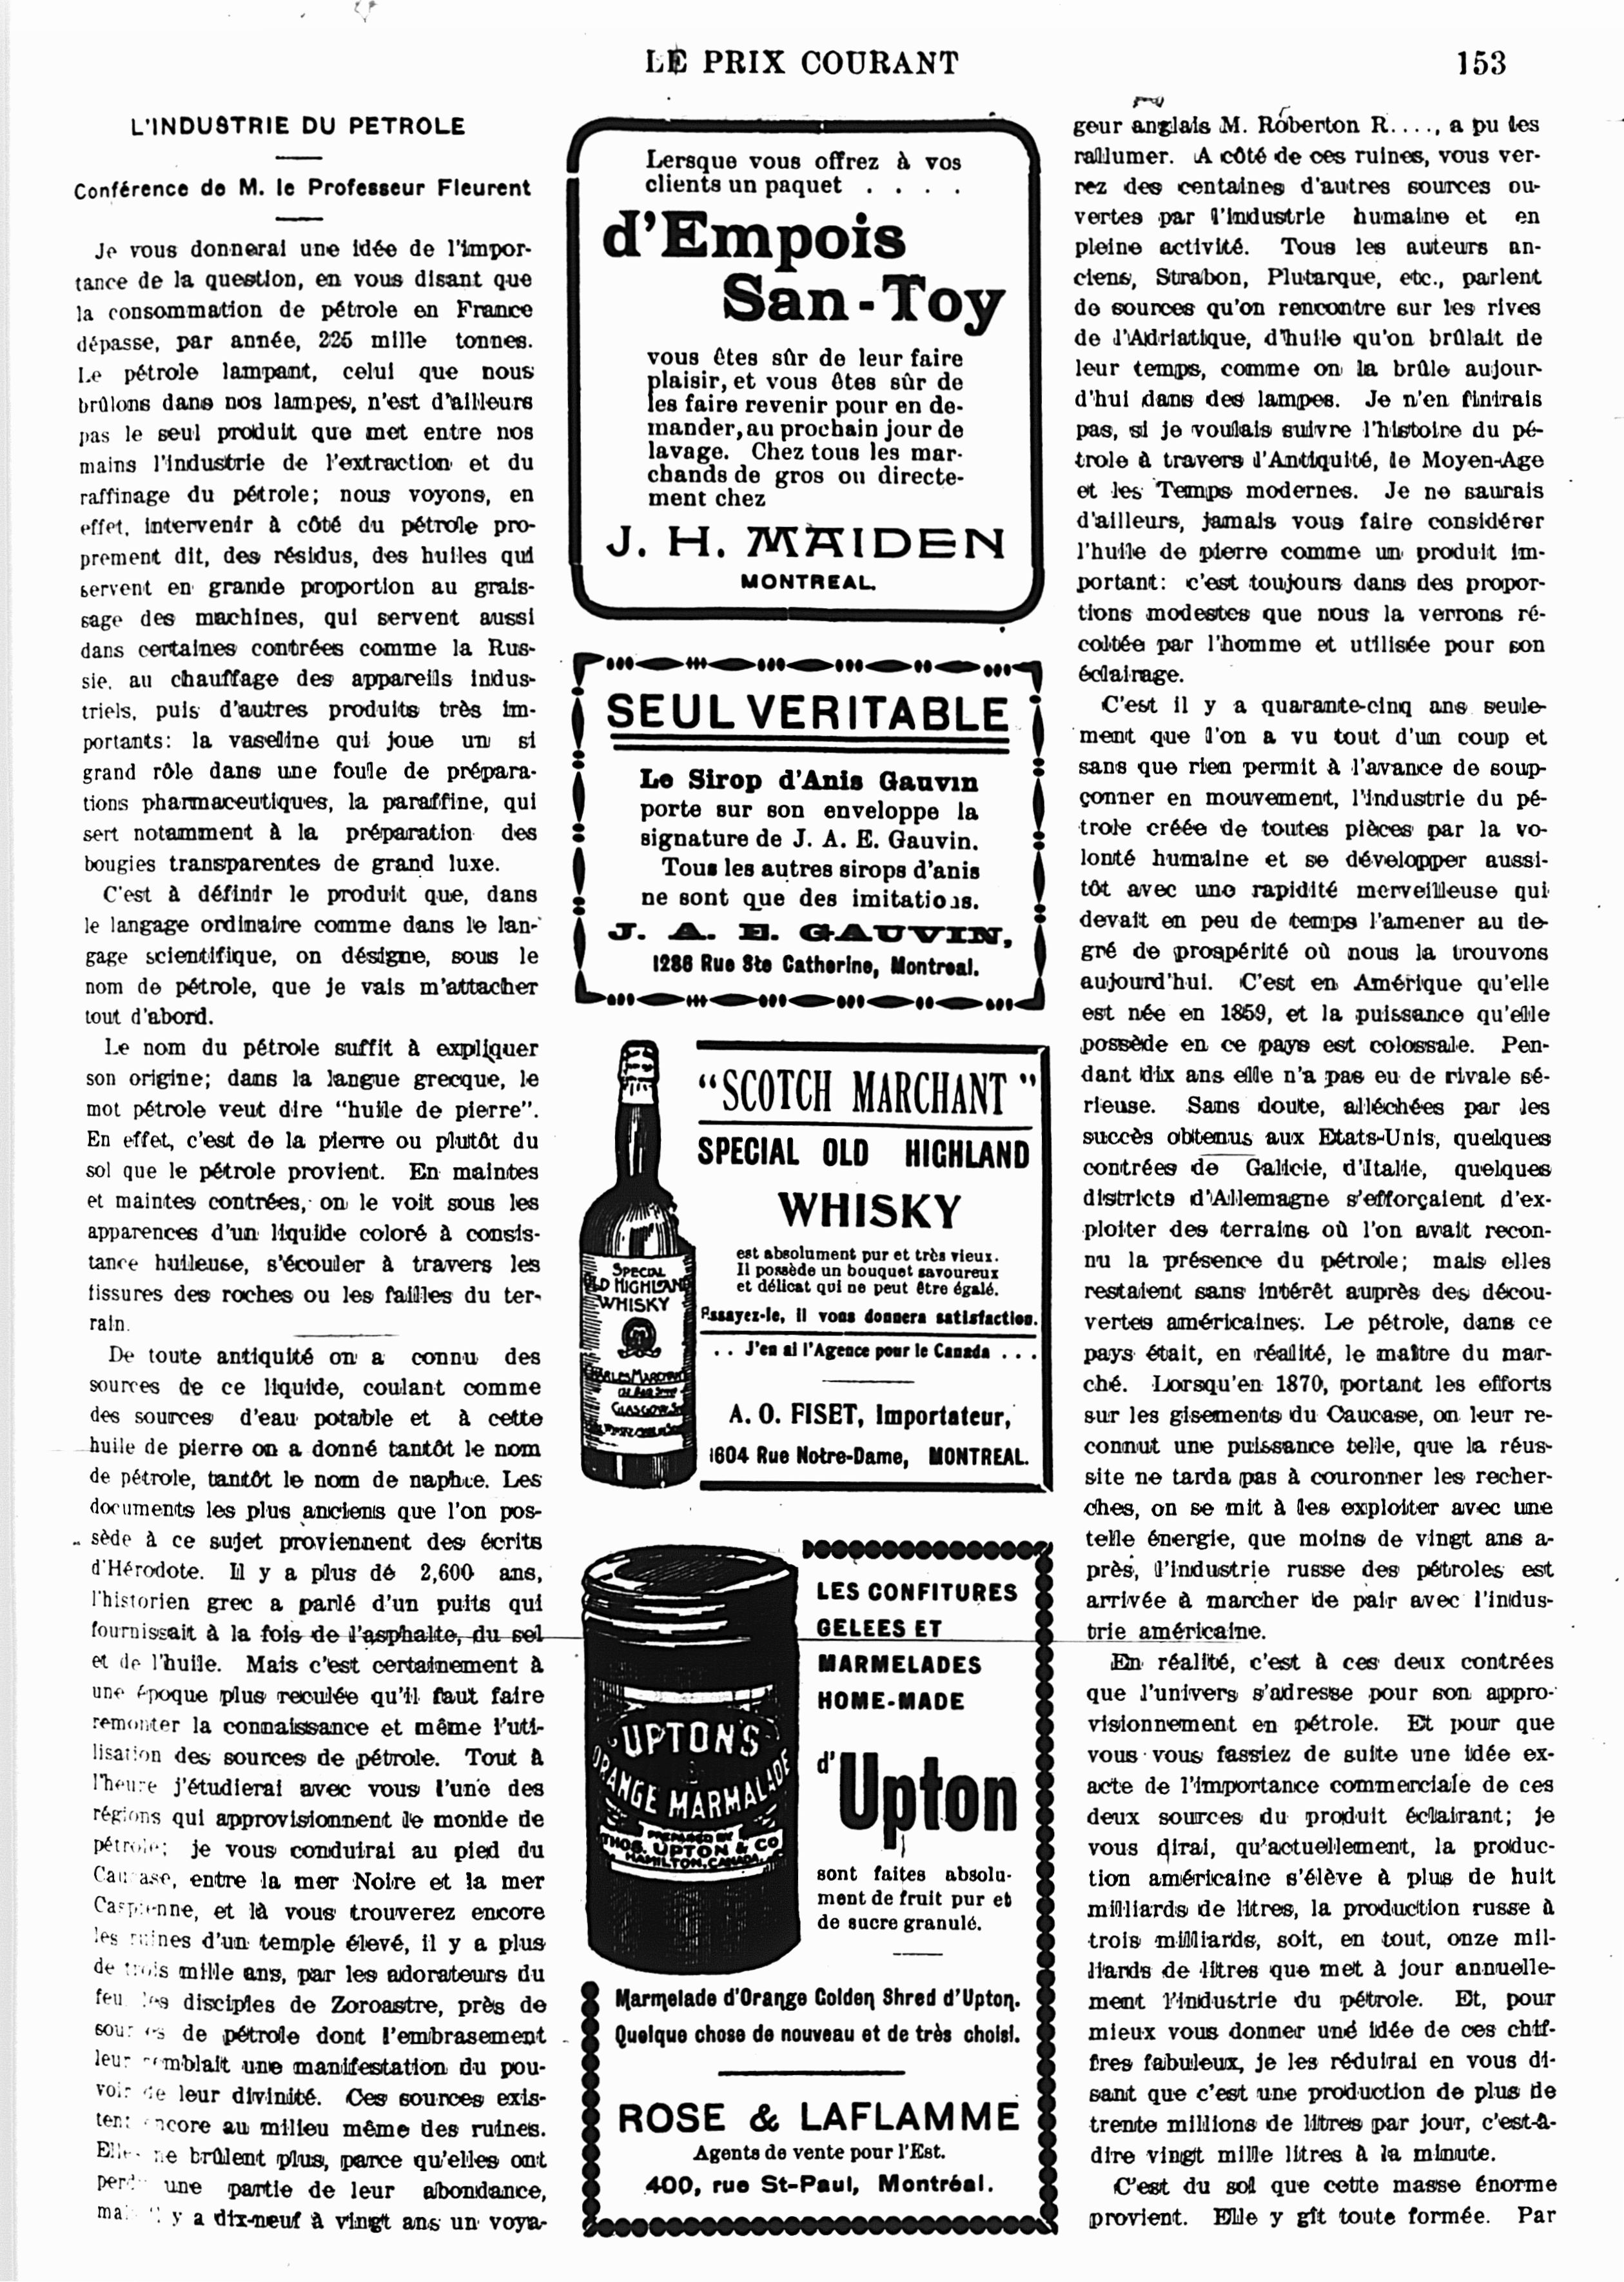 LE PRIX COURANT
153
L'INDUSTRIE DU PETROLE
Conférence de M. le Professeur Fleurent
Je vous donnerai une idée de l'impor-
tance de la question, en vous disant que
la consommation de pétrole en France
dépasse, par année, 225 mille tonnes.
Le pétrole lampant, celui que nous
brûlons dans nos lampes, n'est d'ailleurs
pas le seul produit que met entre nos
mains l'industrie de l'extraction et du
raffinage du pétrole; nous voyons, en
effet, intervenir à côté du pétrole pro-
prement dit, des résidus, des huiles qui
servent en grande proportion au grais-
sage des machines, qui servent aussi
dans certaines contrées comme la Rus-
sie, au chauffage des appareils indus-
triels, puis d'autres produits très im-
portants: la vaseline qui joue un si
grand rôle dans une foule de prépara-
tions pharmaceutiques, la paraffine, qui
sert notamment à la préparation des
bougies transparentes de grand luxe.
C'est à définir le produit que, dans
le langage ordinaire comme dans le lan-
gage scientifique, on désigne, sous le
nom de pétrole, que je vais m'attacher
tout d'abord.
Le nom du pétrole suffit à expliquer
son origine; dans la langue grecque, le
mot pétrole veut dire "huile de pierre".
En effet, c'est de la pierre ou plutôt du
sol que le pétrole provient. En maintes
et maintes contrées, on le voit sous les
apparences d'un liquide coloré à consis-
tance huileuse, s'écouler à travers les
fissures des roches ou les failles du ter-
rain.
De toute antiquité on a connu des
sources de ce liquide, coulant comme
des sources d'eau potable et à cette
huile de pierre on a donné tantôt le nom
de pétrole, tantôt le nom de naphte. Les
documents les plus anciens que l'on pos-
sède à ce sujet proviennent des écrits
d'Hérodote. Il y a plus dé 2,600 ans,
l'historien grec a parlé d'un puits qui
fournissait à la fois de l'asphalte, du sel
et de l'huile. Mais c'est certainement à
une époque plus reculée qu'il faut faire
remonter la connaissance et même l'uti-
lisation des sources de pétrole. Tout à
l'heure j'étudierai avec vous l'une des
régions qui approvisionnent le monde de
pétrole; je vous conduirai au pied du
Caucase, entre la mer Noire et la mer
Caspienne, et là vous trouverez encore
les ruines d'un temple élevé, il y a plus
de trois mille ans, par les adorateurs du
feu les disciples de Zoroastre, près de
sources de pétrole dont l'embrasement
leur semblait une manifestation du pou-
voir de leur divinité. Ces sources exis-
tent encore au milieu même des ruines.
Elles ne brûlent plus, parce qu'elles ont
perdu une partie de leur abondance,
mais il y a dix-neuf à vingt ans un voya-
Lersque vous offrez à vos
clients un paquet . . . .
d'Empois
San-Toy
vous êtes sûr de leur faire
plaisir, et vous êtes sûr de
les faire revenir pour en de-
mander, au prochain jour de
lavage. Chez tous les mar-
chands de gros ou directe-
ment chez
J. H. MAIDEN
MONTREAL.
SEUL VERITABLE
Le Sirop d'Anis Gauvin
porte sur son enveloppe la
signature de J. A. E. Gauvin.
Tous les autres sirops d'anis
ne sont que des imitations.
J. A. E. GAUVIN,
1286 Rue Ste Catherine, Montreal.
"SCOTCH MARCHANT"
SPECIAL OLD HIGHLAND
WHISKY
est absolument pur et très vieux.
Il possède un bouquet savoureux
et délicat qui ne peut être égalé.
Essayez-le, il vous donnera satisfaction.
. . J'en ai l'Agence pour le Canada . . .
A. O. FISET, Importateur,
1604 Rue Notre-Dame, MONTREAL.
SPECIAL
OLD HIGHLAND
WHISKY
GLASGOW
LES CONFITURES
GELEES ET
MARMELADES
HOME-MADE
d'Upton
sont faites absolu-
ment de fruit pur et
de sucre granulé.
UPTON'S
ORANGE MARMALADE
PREPARED BY
THOS. UPTON & CO
HAMILTON, CANADA
Marmelade d'Orange Golden Shred d'Upton.
Quelque chose de nouveau et de très choisi.
ROSE & LAFLAMME
Agents de vente pour l'Est.
400, rue St-Paul, Montréal.
geur anglais M. Roberton R...., a pu les
rallumer. A côté de ces ruines, vous ver-
rez des centaines d'autres sources ou-
vertes par l'industrie humaine et en
pleine activité. Tous les auteurs an-
ciens, Strabon, Plutarque, etc., parlent
de sources qu'on rencontre sur les rives
de l'Adriatique, d'huile qu'on brûlait de
leur temps, comme on la brûle aujour-
d'hui dans des lampes. Je n'en finirais
pas, si je voulais suivre l'histoire du pé-
trole à travers l'Antiquité, le Moyen-Age
et les Temps modernes. Je ne saurais
d'ailleurs, jamais vous faire considérer
l'huile de pierre comme un produit im-
portant: c'est toujours dans des propor-
tions modestes que nous la verrons ré-
coltée par l'homme et utilisée pour son
éclairage.
C'est il y a quarante-cinq ans seule-
ment que l'on a vu tout d'un coup et
sans que rien permit à l'avance de soup-
çonner en mouvement, l'industrie du pé-
trole créée de toutes pièces par la vo-
lonté humaine et se développer aussi-
tôt avec une rapidité merveilleuse qui
devait en peu de temps l'amener au de-
gré de prospérité où nous la trouvons
aujourd'hui. C'est en Amérique qu'elle
est née en 1859, et la puissance qu'elle
possède en ce pays est colossale. Pen-
dant dix ans elle n'a pas eu de rivale sé-
rieuse. Sans doute, alléchées par les
succès obtenus aux Etats-Unis, quelques
contrées de Galicie, d'Italie, quelques
districts d'Allemagne s'efforçaient d'ex-
ploiter des terrains où l'on avait recon-
nu la présence du pétrole; mais elles
restaient sans intérêt auprès des décou-
vertes américaines. Le pétrole, dans ce
pays était, en réalité, le maître du mar-
ché. Lorsqu'en 1870, portant les efforts
sur les gisements du Caucase, on leur re-
connut une puissance telle, que la réus-
site ne tarda pas à couronner les recher-
ches, on se mit à les exploiter avec une
telle énergie, que moins de vingt ans a-
près, l'industrie russe des pétroles est
arrivée à marcher de pair avec l'indus-
trie américaine.
En réalité, c'est à ces deux contrées
que l'univers s'adresse pour son appro-
visionnement en pétrole. Et pour que
vous vous fassiez de suite une idée ex-
acte de l'importance commerciale de ces
deux sources du produit éclairant; je
vous dirai, qu'actuellement, la produc-
tion américaine s'élève à plus de huit
milliards de litres, la production russe à
trois milliards, soit, en tout, onze mil-
liards de litres que met à jour annuelle-
ment l'industrie du pétrole. Et, pour
mieux vous donner uné idée de ces chif-
fres fabuleux, je les réduirai en vous di-
sant que c'est une production de plus de
trente millions de litres par jour, c'est-à-
dire vingt mille litres à la minute.
C'est du sol que cette masse énorme
provient. Elle y gît toute formée. Par